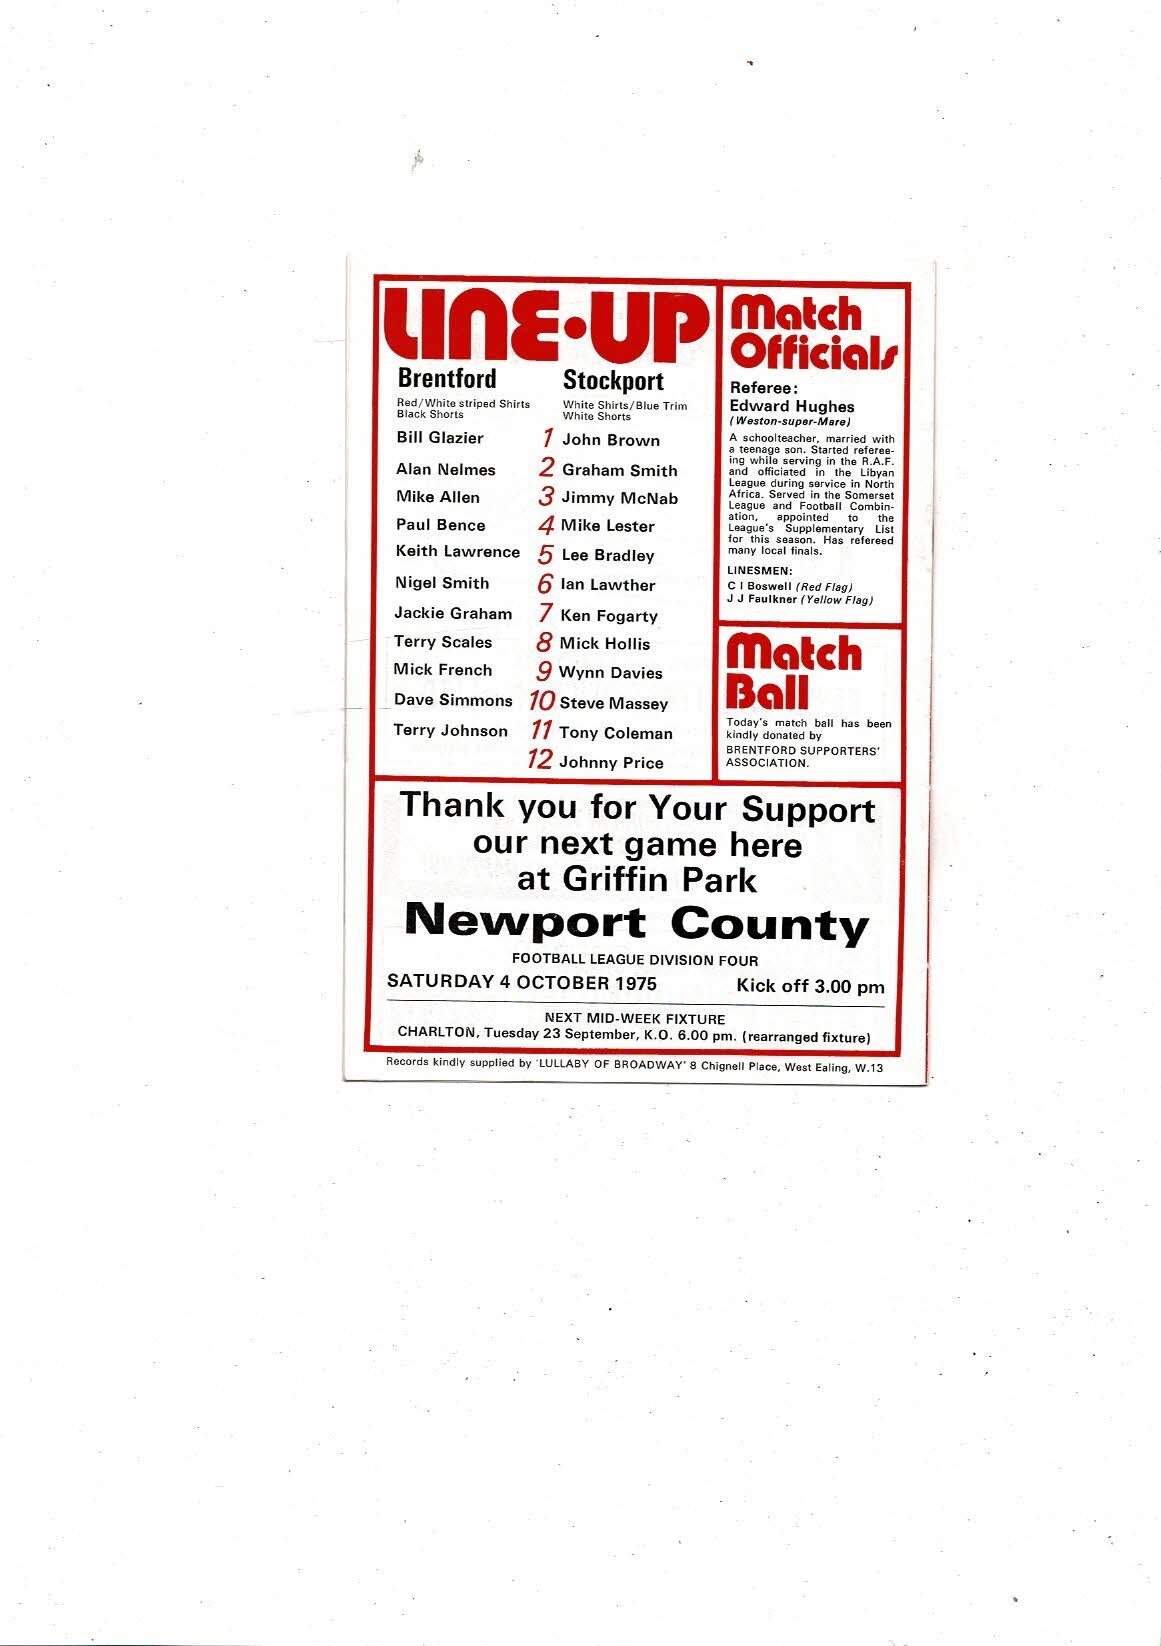 LINE·UP
Brentford Stockport
Red/White striped Shirts White Shirts/Blue Trim
Black Shorts White Shorts
Bill Glazier 1 John Brown
Alan Nelmes 2 Graham Smith
Mike Allen 3 Jimmy McNab
Paul Bence 4 Mike Lester
Keith Lawrence 5 Lee Bradley
Nigel Smith 6 Ian Lawther
Jackie Graham 7 Ken Fogarty
Terry Scales 8 Mick Hollis
Mick French 9 Wynn Davies
Dave Simmons 10 Steve Massey
Terry Johnson 11 Tony Coleman
12 Johnny Price
Match
Officials
Referee:
Edward Hughes
(Weston-super-Mare)
A schoolteacher, married with
a teenage son. Started referee-
ing while serving in the R.A.F.
and officiated in the Libyan
League during service in North
Africa. Served in the Somerset
League and Football Combin-
ation, appointed to the
League's Supplementary List
for this season. Has refereed
many local finals.
LINESMEN:
C I Boswell (Red Flag)
J J Faulkner (Yellow Flag)
Match
Ball
Today's match ball has been
kindly donated by
BRENTFORD SUPPORTERS'
ASSOCIATION.
Thank you for Your Support
our next game here
at Griffin Park
Newport County
FOOTBALL LEAGUE DIVISION FOUR
SATURDAY 4 OCTOBER 1975 Kick off 3.00 pm
NEXT MID-WEEK FIXTURE
CHARLTON, Tuesday 23 September, K.O. 6.00 pm. (rearranged fixture)
Records kindly supplied by 'LULLABY OF BROADWAY' 8 Chignell Place, West Ealing, W.13